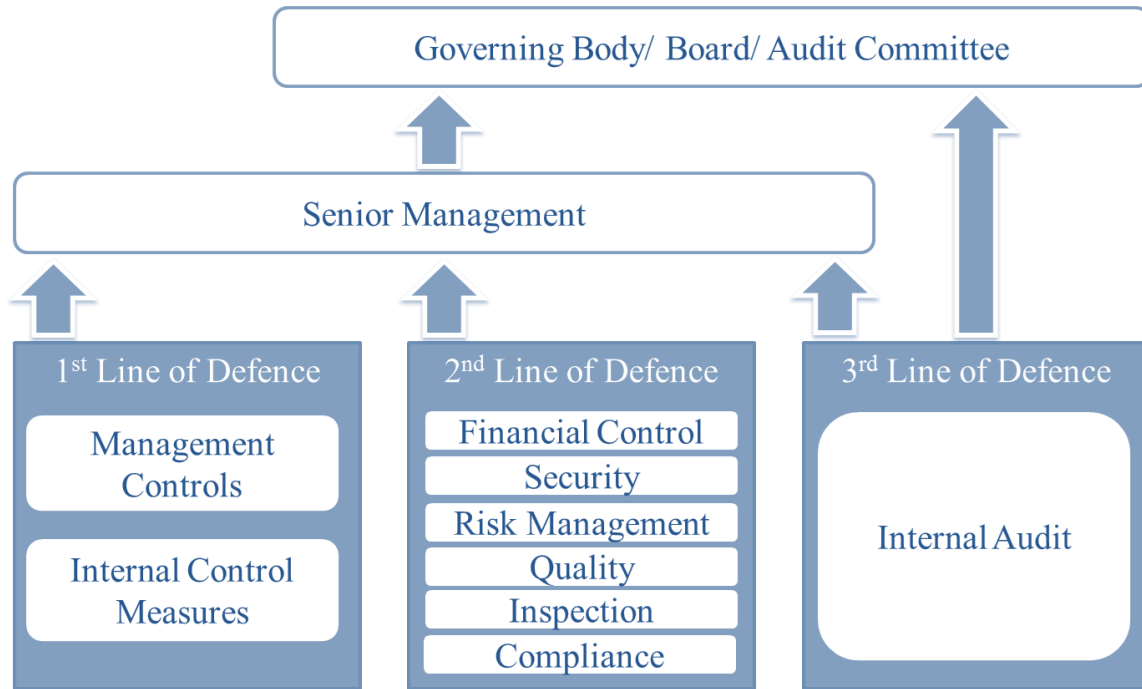 Governing Body/ Board/ Audit Committee
Senior Management
1st Line of Defence
Management
Controls
Internal Control
Measures
2nd Line of Defence
Financial Control
Security
Risk Management
Quality
Inspection
Compliance
3rd Line of Defence
Internal Audit